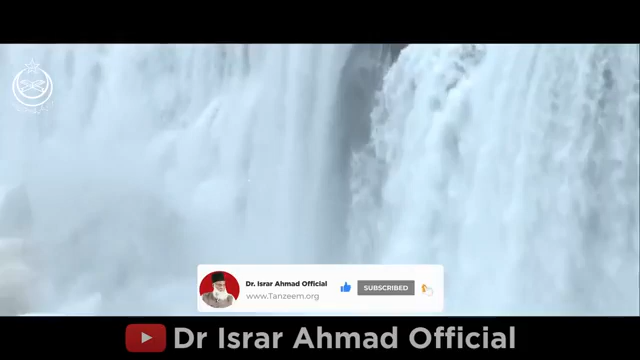 Dr. Israr Ahmad Official
www.Tanzeem.org
SUBSCRIBED
Dr Israr Ahmad Official